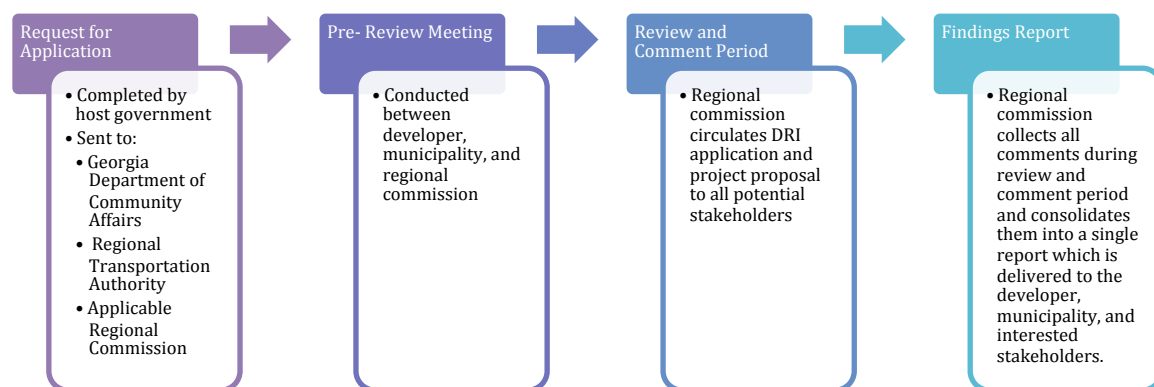 Request for
Application
• Completed by
host government
• Sent to:
• Georgia
Department of
Community
Affairs
• Regional
Transportation
Authority
• Applicable
Regional
Commission
Pre- Review Meeting
• Conducted
between
developer,
municipality, and
regional
commission
Review and
Comment Period
• Regional
commission
circulates DRI
application and
project proposal
to all potential
stakeholders
Findings Report
• Regional
commission
collects all
comments during
review and
comment period
and consolidates
them into a single
report which is
delivered to the
developer,
municipality, and
interested
stakeholders.